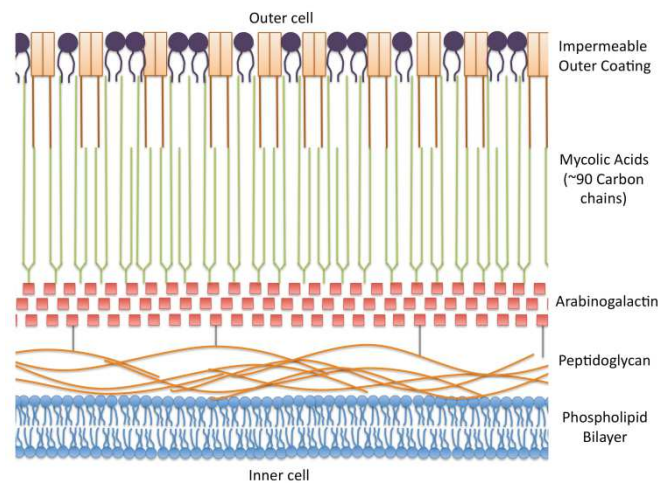 Outer cell
Impermeable
Outer Coating
Mycolic Acids
(~90 Carbon
chains)
Arabinogalactin
Peptidoglycan
Phospholipid
Bilayer
Inner cell